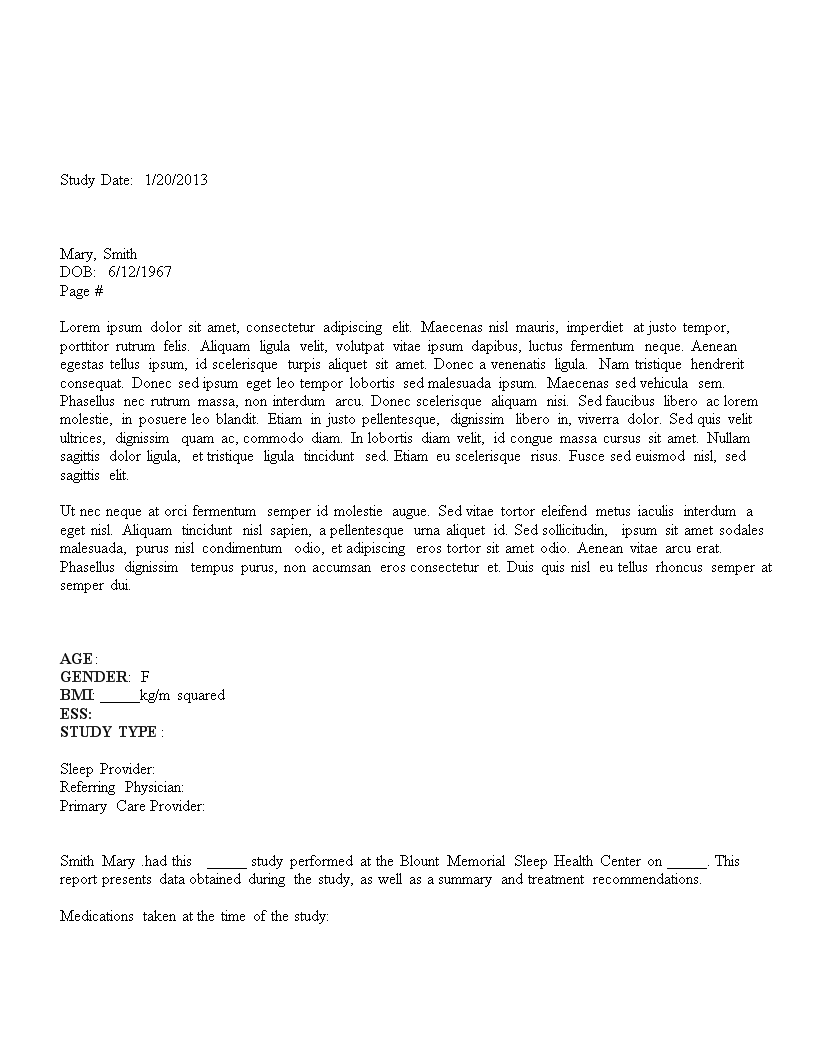 Study Date: 1/20/2013
Mary, Smith
DOB: 6/12/1967
Page #
Lorem ipsum dolor sit amet, consectetur adipiscing elit. Maecenas nisl mauris, imperdiet at justo tempor,
porttitor rutrum felis. Aliquam ligula velit, volutpat vitae ipsum dapibus, luctus fermentum neque. Aenean
egestas tellus ipsum, id scelerisque turpis aliquet sit amet. Donec a venenatis ligula. Nam tristique hendrerit
consequat. Donec sed ipsum eget leo tempor lobortis sed malesuada ipsum. Maecenas sed vehicula sem.
Phasellus nec rutrum massa, non interdum arcu. Donec scelerisque aliquam nisi. Sed faucibus libero ac lorem
molestie, in posuere leo blandit. Etiam in justo pellentesque, dignissim libero in, viverra dolor. Sed quis velit
ultrices, dignissim quam ac, commodo diam. In lobortis diam velit, id congue massa cursus sit amet. Nullam
sagittis dolor ligula, et tristique ligula tincidunt sed. Etiam eu scelerisque risus. Fusce sed euismod nisl, sed
sagittis elit.
Ut nec neque at orci fermentum semper id molestie augue. Sed vitae tortor eleifend metus iaculis interdum a
eget nisl. Aliquam tincidunt nisl sapien, a pellentesque urna aliquet id. Sed sollicitudin, ipsum sit amet sodales
malesuada, purus nisl condimentum odio, et adipiscing eros tortor sit amet odio. Aenean vitae arcu erat.
Phasellus dignissim tempus purus, non accumsan eros consectetur et. Duis quis nisl eu tellus rhoncus semper at
semper dui.
AGE:
GENDER: F
BMI: _____kg/m squared
ESS:
STUDY TYPE :
Sleep Provider:
Referring Physician:
Primary Care Provider:
Smith Mary .had this _____ study performed at the Blount Memorial Sleep Health Center on _____. This
report presents data obtained during the study, as well as a summary and treatment recommendations.
Medications taken at the time of the study: